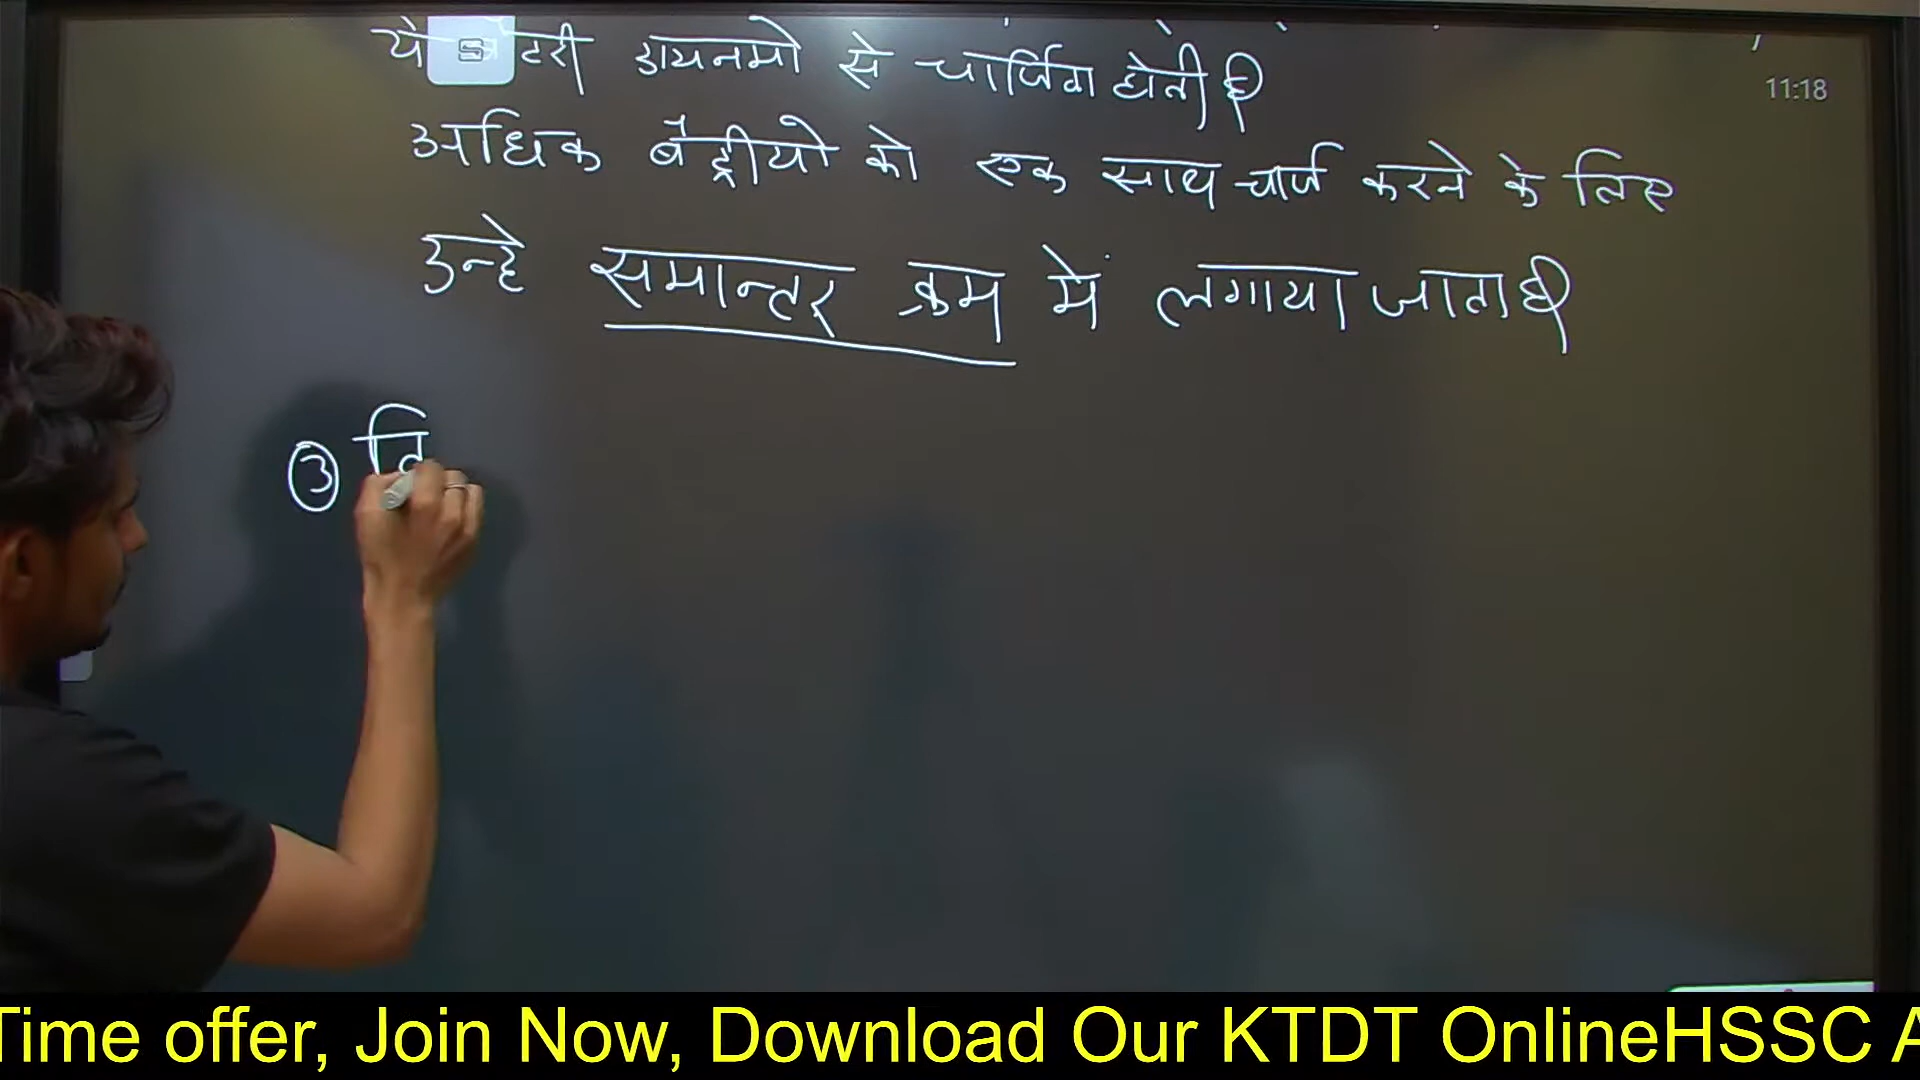 ये टरी डायनमो से चार्जिंग होती है
11:18
अधिक बैट्रीयो को एक साथ चार्ज करने के लिए
उन्हे समान्तर क्रम में लगाया जाता है
③ वि
Time offer, Join Now, Download Our KTDT OnlineHSSC A